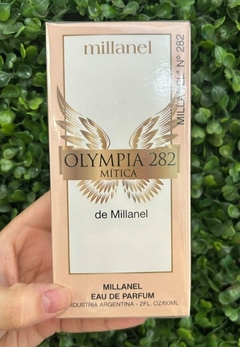 millanel
MILLANEL Nº 282
OLYMPIA 282
MÍTICA
de Millanel
MILLANEL
EAU DE PARFUM
INDUSTRIA ARGENTINA - 2FL. OZ/60ML